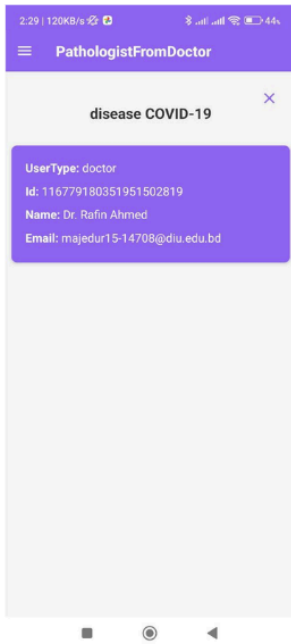 2:29 | 120KB/s 44%
PathologistFromDoctor
disease COVID-19
UserType: doctor
Id: 116779180351951502819
Name: Dr. Rafin Ahmed
Email: majedur15-14708@diu.edu.bd